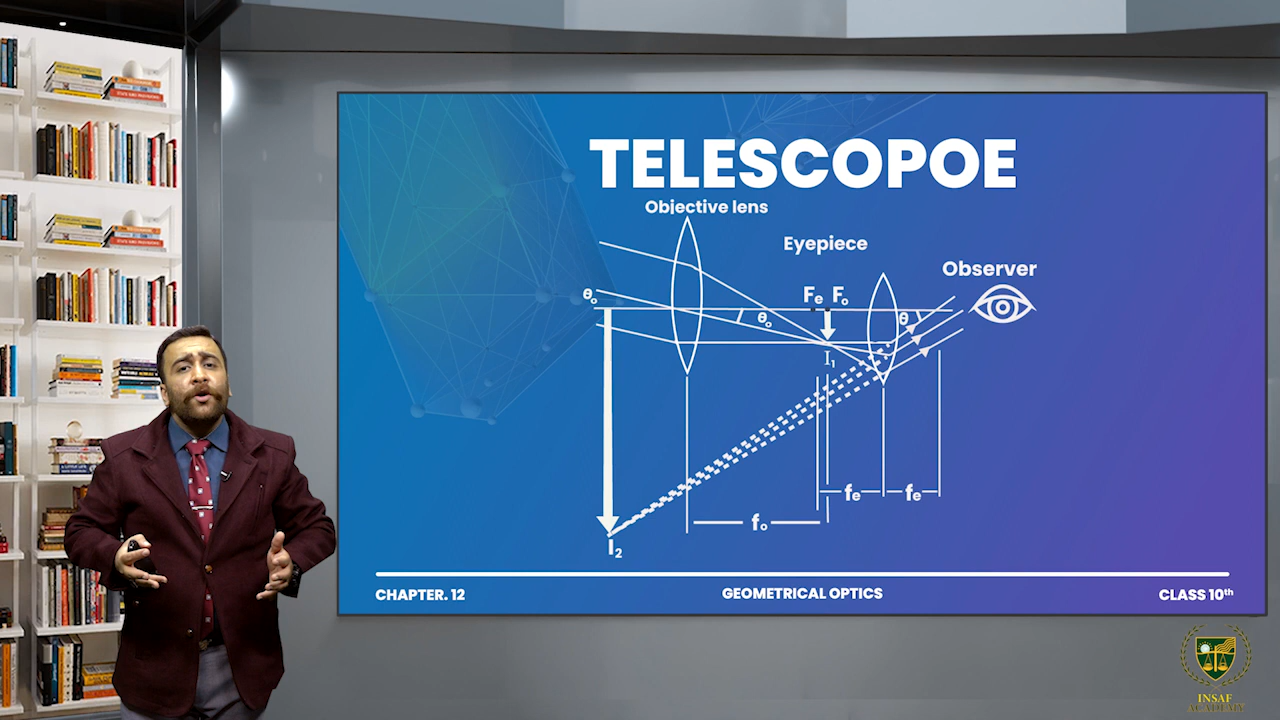 TELESCOPOE
Objective lens
Eyepiece
Observer
θo
θo
Fe Fo
θ
I1
fe
fe
fo
I2
CHAPTER. 12
GEOMETRICAL OPTICS
CLASS 10th
INSAF
ACADEMY